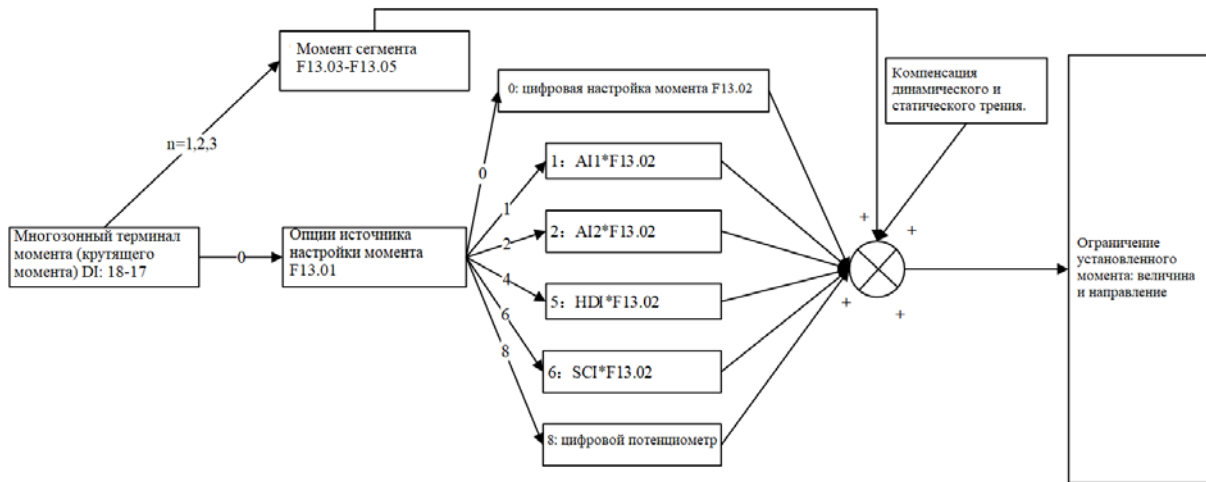 Момент сегмента
F13.03-F13.05
n=1,2,3
Многозонный терминал
момента (крутящего
момента) DI: 18-17
0
Опции источника
настройки момента
F13.01
0
1
2
4
6
8
0: цифровая настройка момента F13.02
1: AI1*F13.02
2: AI2*F13.02
5: HDI*F13.02
6: SCI*F13.02
8: цифровой потенциометр
Компенсация
динамического и
статического трения.
+
+
+
+
Ограничение
установленного
момента: величина
и направление